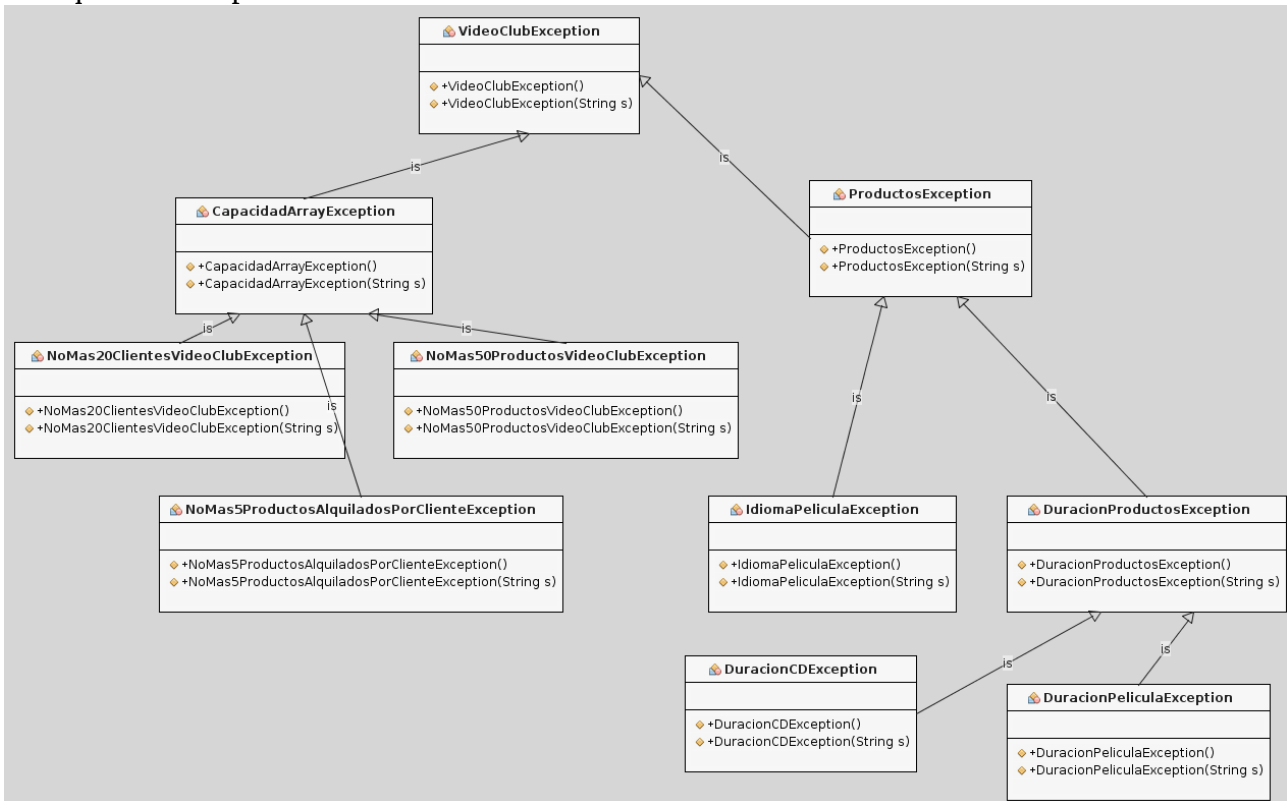 VideoClubException
+VideoClubException()
+VideoClubException(String s)
is
is
CapacidadArrayException
+CapacidadArrayException()
+CapacidadArrayException(String s)
ProductosException
+ProductosException()
+ProductosException(String s)
is
is
is
NoMas20ClientesVideoClubException
+NoMas20ClientesVideoClubException()
+NoMas20ClientesVideoClubException(String s)
NoMas50ProductosVideoClubException
+NoMas50ProductosVideoClubException()
+NoMas50ProductosVideoClubException(String s)
is
is
NoMas5ProductosAlquiladosPorClienteException
+NoMas5ProductosAlquiladosPorClienteException()
+NoMas5ProductosAlquiladosPorClienteException(String s)
IdiomaPeliculaException
+IdiomaPeliculaException()
+IdiomaPeliculaException(String s)
DuracionProductosException
+DuracionProductosException()
+DuracionProductosException(String s)
is
is
DuracionCDException
+DuracionCDException()
+DuracionCDException(String s)
DuracionPeliculaException
+DuracionPeliculaException()
+DuracionPeliculaException(String s)